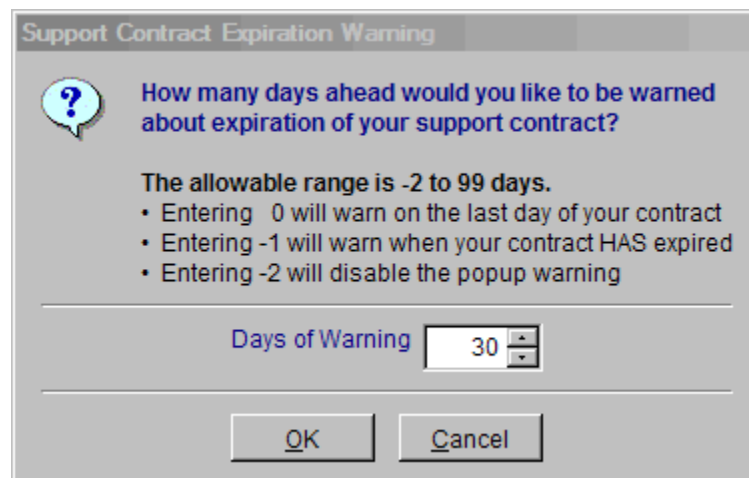 Support Contract Expiration Warning
How many days ahead would you like to be warned
about expiration of your support contract?
The allowable range is -2 to 99 days.
• Entering 0 will warn on the last day of your contract
• Entering -1 will warn when your contract HAS expired
• Entering -2 will disable the popup warning
Days of Warning 30
OK Cancel